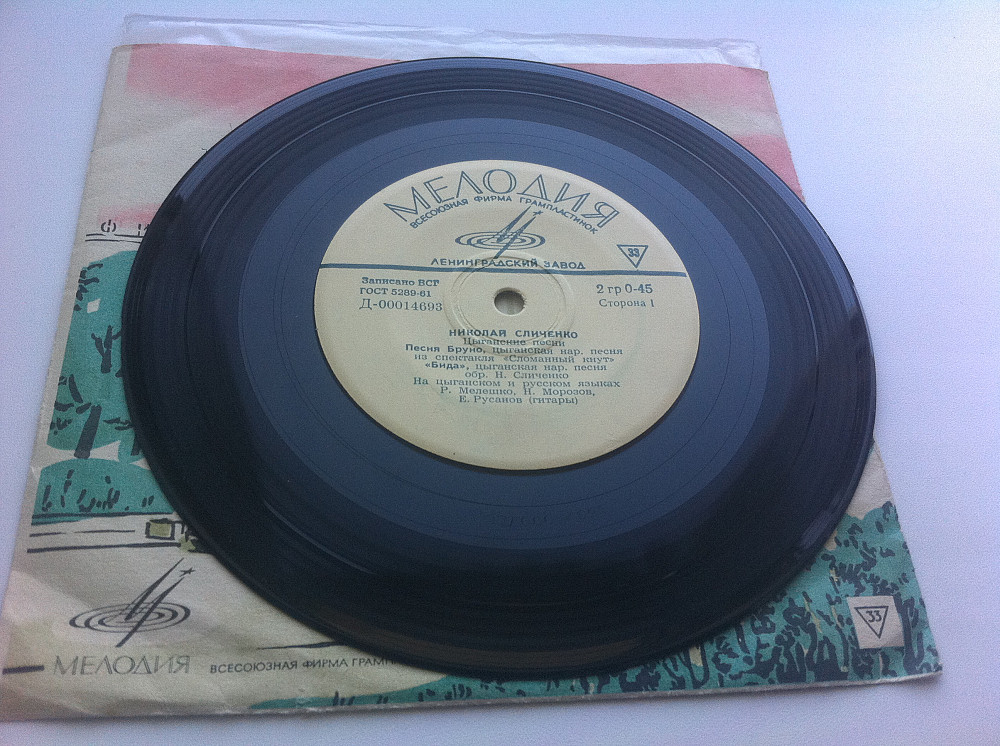 МЕЛОДИЯ
ВСЕСОЮЗНАЯ ФИРМА ГРАМПЛАСТИНОК
ЛЕНИНГРАДСКИЙ ЗАВОД
33
Записано ВСГ
ГОСТ 5289-61
Д-00014693
2 гр 0-45
Сторона 1
НИКОЛАЙ СЛИЧЕНКО
Цыганские песни
Песня Бруно, цыганская нар. песня
из спектакля «Сломанный кнут»
«Бида», цыганская нар. песня
обр. Н. Сличенко
На цыганском и русском языках
Р. Мелешко, Н. Морозов,
Е. Русанов (гитары)
33
МЕЛОДИЯ
ВСЕСОЮЗНАЯ ФИРМА ГРАМПЛ